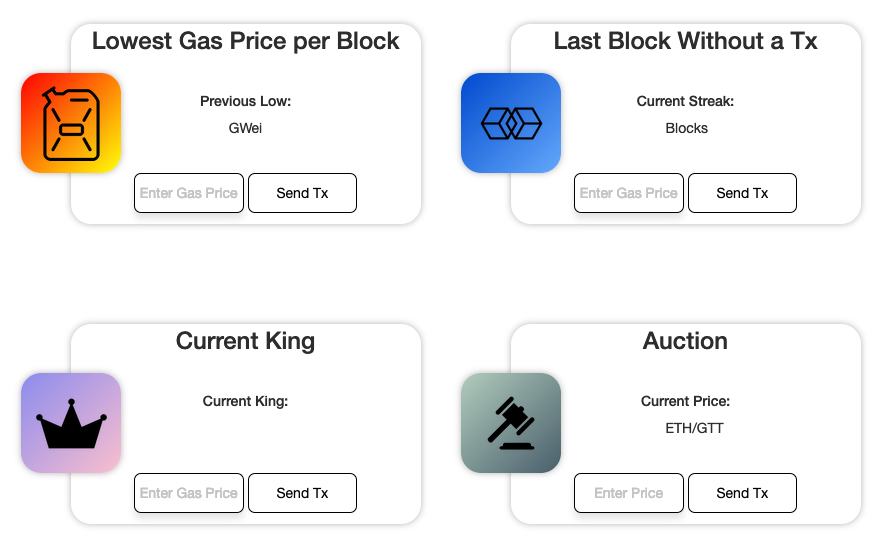 Lowest Gas Price per Block
Previous Low:
GWei
Enter Gas Price
Send Tx
Last Block Without a Tx
Current Streak:
Blocks
Enter Gas Price
Send Tx
Current King
Current King:
Enter Gas Price
Send Tx
Auction
Current Price:
ETH/GTT
Enter Price
Send Tx